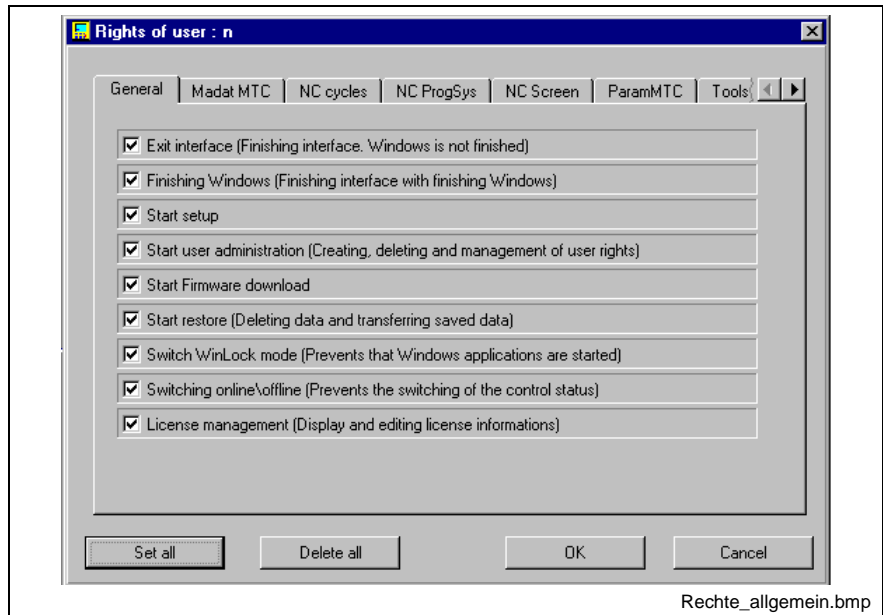 Rights of user : n
General
Madat MTC
NC cycles
NC ProgSys
NC Screen
ParamMTC
Tools
Exit interface (Finishing interface. Windows is not finished)
Finishing Windows (Finishing interface with finishing Windows)
Start setup
Start user administration (Creating, deleting and management of user rights)
Start Firmware download
Start restore (Deleting data and transferring saved data)
Switch WinLock mode (Prevents that Windows applications are started)
Switching online\offline (Prevents the switching of the control status)
License management (Display and editing license informations)
Set all
Delete all
OK
Cancel
Rechte_allgemein.bmp